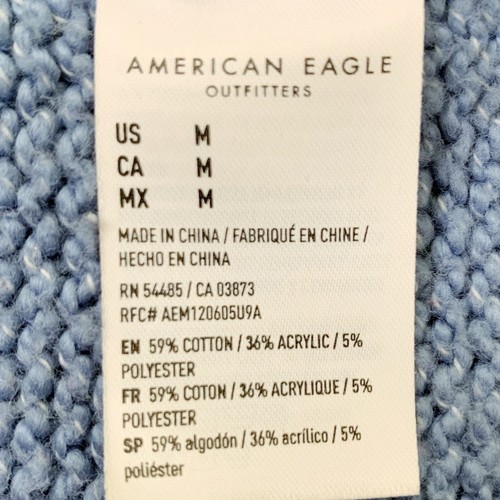 AMERICAN EAGLE
OUTFITTERS
US M
CA M
MX M
MADE IN CHINA / FABRIQUÉ EN CHINE /
HECHO EN CHINA
RN 54485 / CA 03873
RFC# AEM120605U9A
EN 59% COTTON / 36% ACRYLIC / 5%
POLYESTER
FR 59% COTON / 36% ACRYLIQUE / 5%
POLYESTER
SP 59% algodón / 36% acrílico / 5%
poliéster